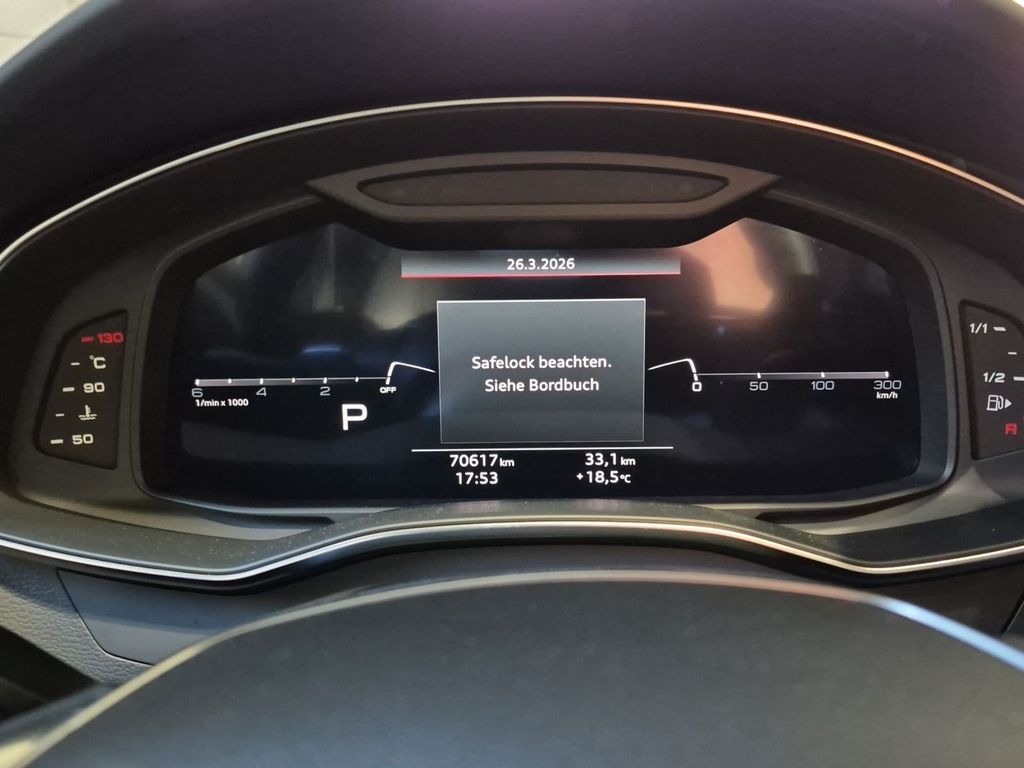 26.3.2026
130
°C
90
50
Safelock beachten.
Siehe Bordbuch
6 4 2 OFF
1/min x 1000
P
0 50 100 300
km/h
1/1
1/2
R
70617 km 33,1 km
17:53 +18,5 °C